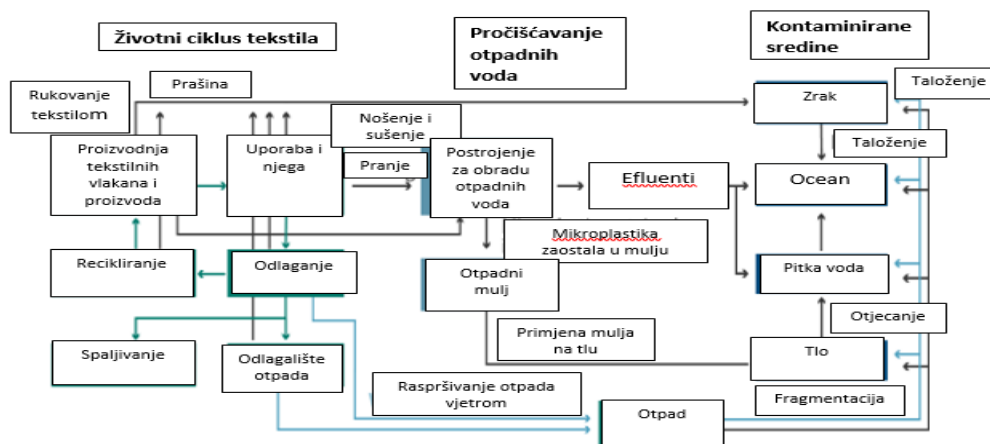 Životni ciklus tekstila
Pročišćavanje
otpadnih
voda
Kontaminirane
sredine
Rukovanje
tekstilom
Prašina
Nošenje i
sušenje
Zrak
Taloženje
Proizvodnja
tekstilnih
vlakana i
proizvoda
Uporaba i
njega
Pranje
Postrojenje
za obradu
otpadnih
voda
Efluenti
Taloženje
Ocean
Mikroplastika
zaostala u mulju
Recikliranje
Odlaganje
Otpadni
mulj
Pitka voda
Otjecanje
Spaljivanje
Odlagalište
otpada
Primjena mulja
na tlu
Tlo
Raspršivanje otpada
vjetrom
Fragmentacija
Otpad